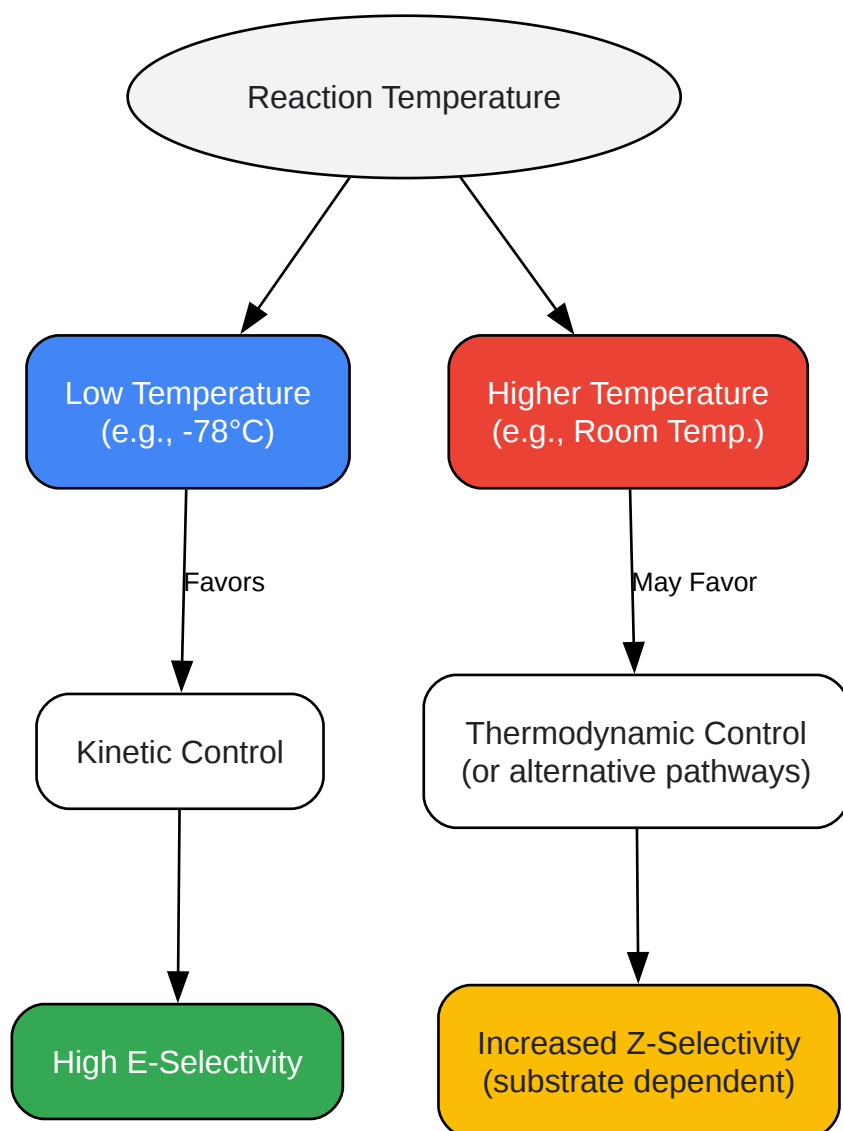 Reaction Temperature
Low Temperature
(e.g., -78°C)
Higher Temperature
(e.g., Room Temp.)
Favors
May Favor
Kinetic Control
Thermodynamic Control
(or alternative pathways)
High E-Selectivity
Increased Z-Selectivity
(substrate dependent)